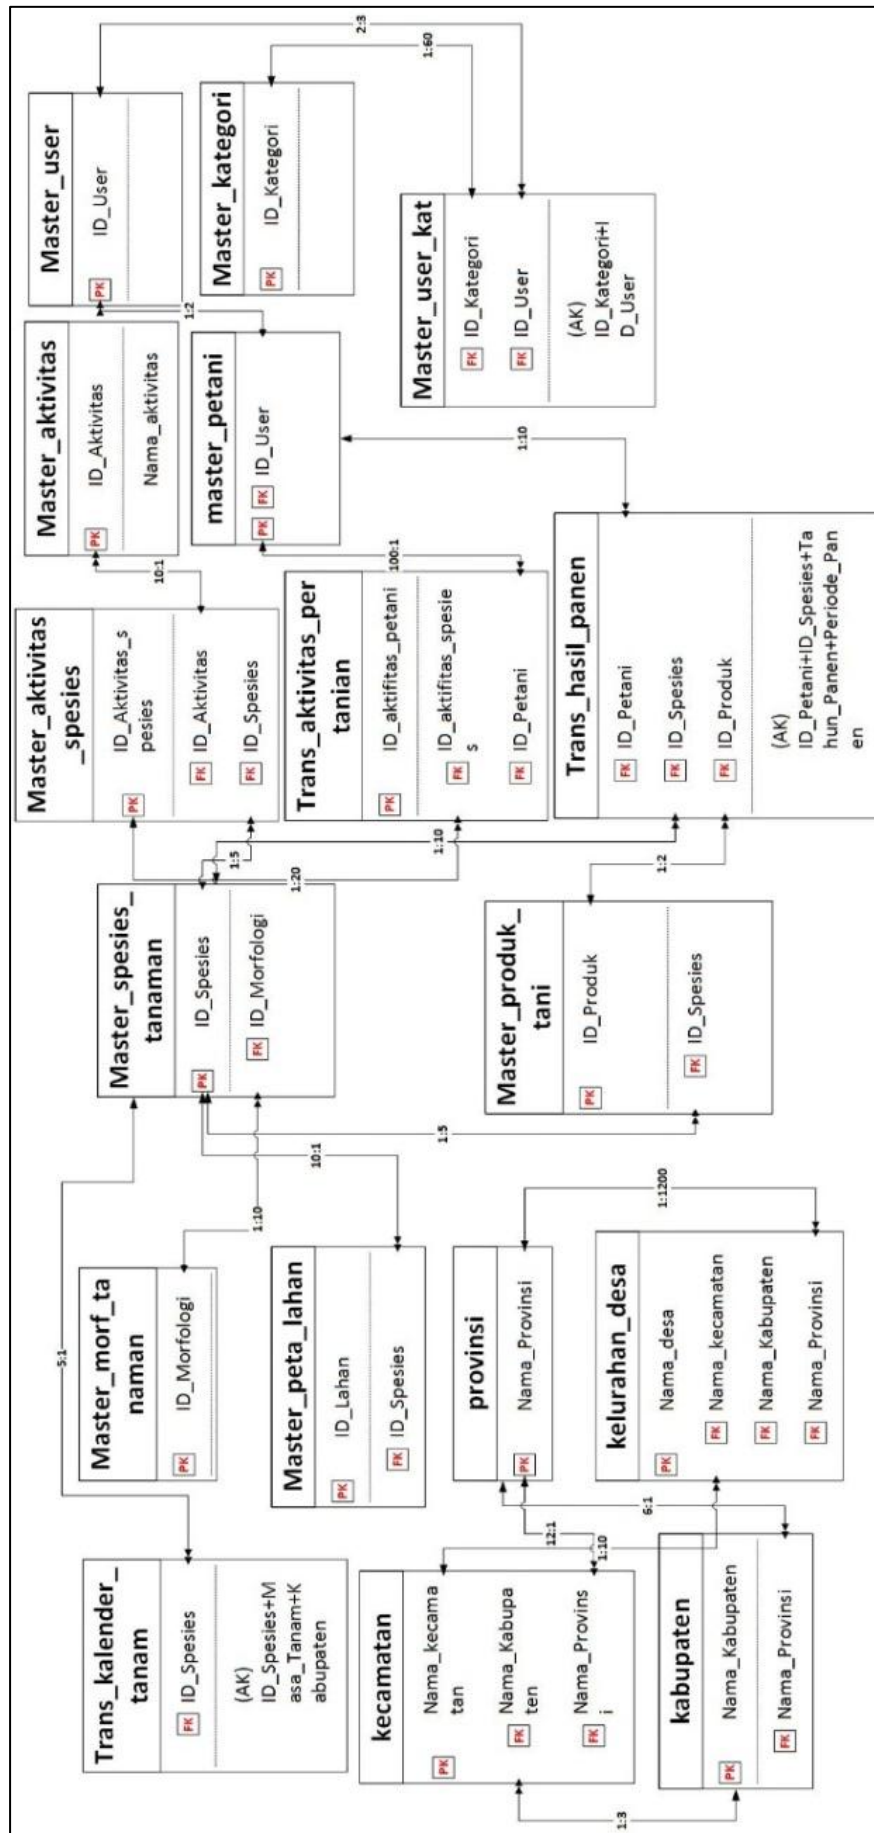 Trans_kalender_
tanam
FK ID_Spesies
(AK)
ID_Spesies+M
asa_Tanam+K
abupaten
5:1
Master_morf_ta
naman
PK ID_Morfologi
1:10
Master_spesies_
tanaman
PK ID_Spesies
FK ID_Morfologi
1:20
1:5
1:10
Master_aktivitas
_spesies
PK ID_Aktivitas_s
pesies
FK ID_Aktivitas
FK ID_Spesies
10:1
Master_aktivitas
PK ID_Aktivitas
Nama_aktivitas
1:2
Master_user
PK ID_User
2:3
Master_kategori
PK ID_Kategori
1:60
master_petani
PK FK ID_User
100:1
1:10
Trans_aktivitas_per
tanian
PK ID_aktifitas_petani
FK ID_aktifitas_spesie
s
FK ID_Petani
Master_user_kat
FK ID_Kategori
FK ID_User
(AK)
ID_Kategori+I
D_User
Master_peta_lahan
PK ID_Lahan
FK ID_Spesies
10:1
1:5
Master_produk_
tani
PK ID_Produk
FK ID_Spesies
1:2
Trans_hasil_panen
FK ID_Petani
FK ID_Spesies
FK ID_Produk
(AK)
ID_Petani+ID_Spesies+Ta
hun_Panen+Periode_Pan
en
kecamatan
PK Nama_kecama
tan
FK Nama_Kabupa
ten
FK Nama_Provins
i
12:1
1:10
provinsi
PK Nama_Provinsi
1:1200
kelurahan_desa
PK Nama_desa
FK Nama_kecamatan
FK Nama_Kabupaten
FK Nama_Provinsi
6:1
kabupaten
PK Nama_Kabupaten
FK Nama_Provinsi
1:3